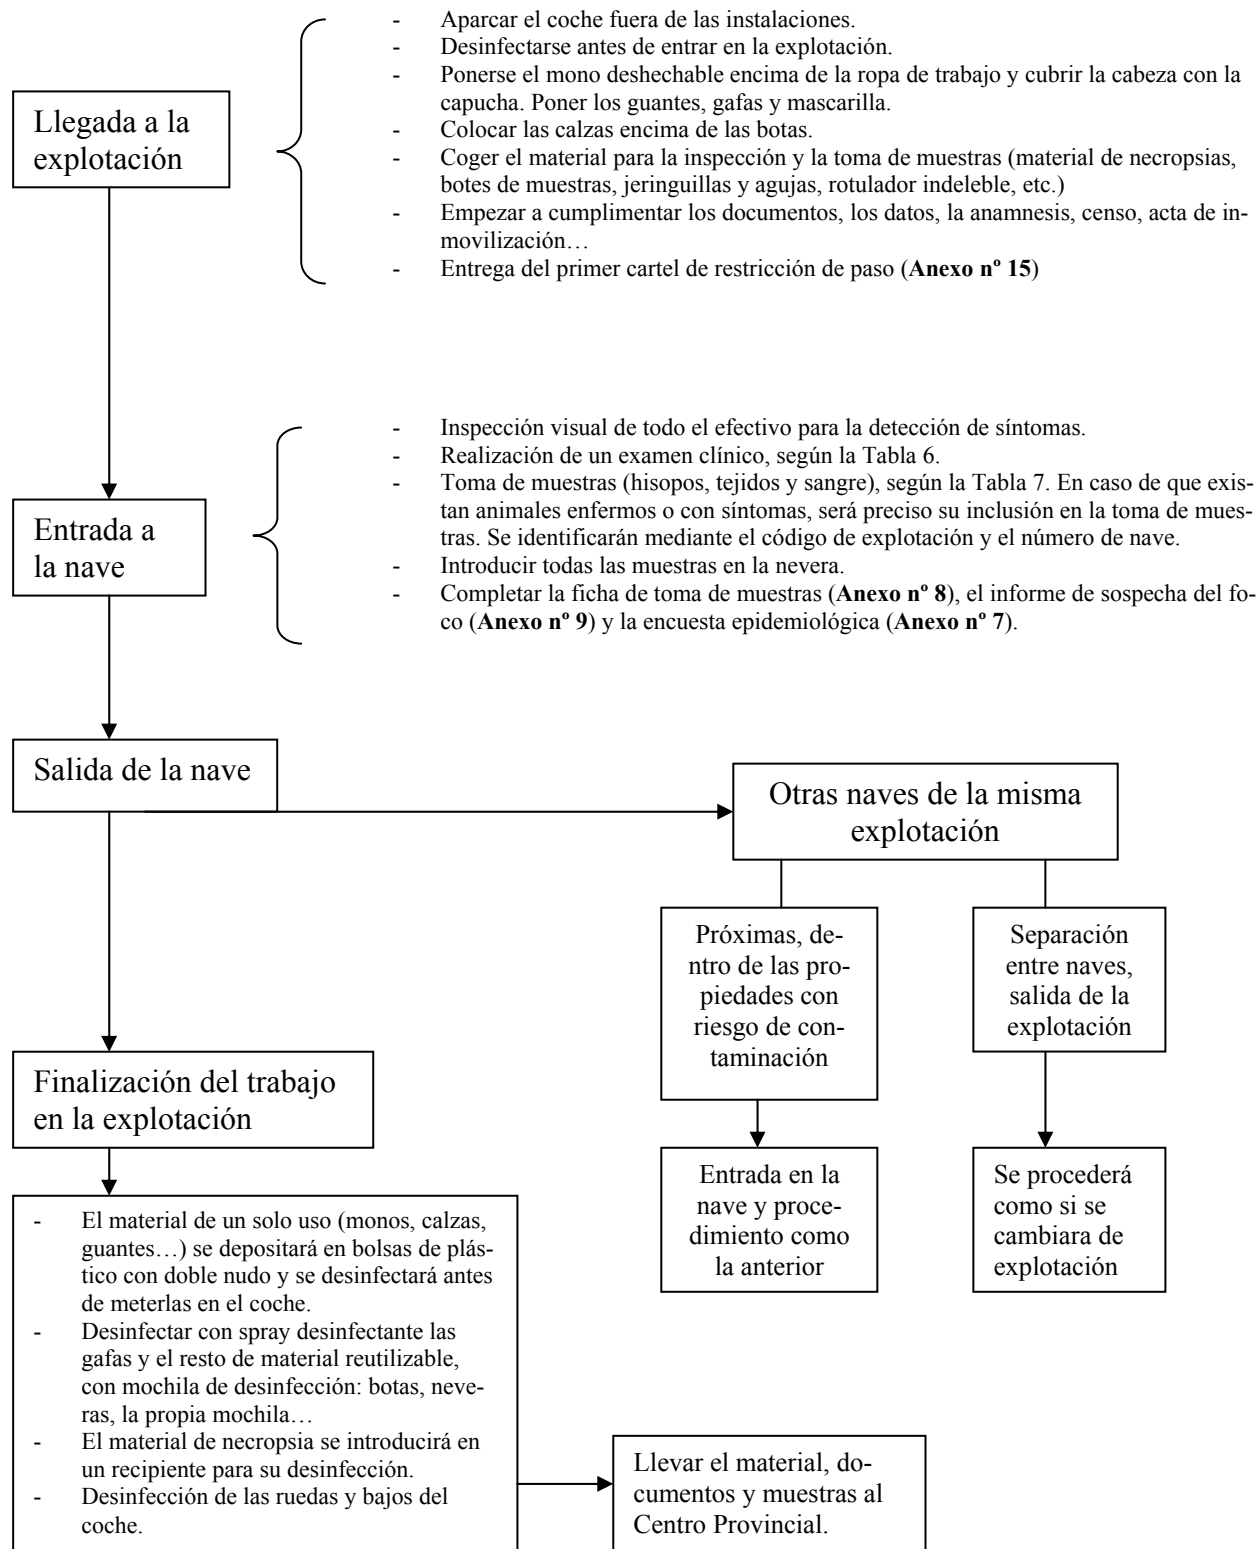 Llegada a la
explotación
- Aparcar el coche fuera de las instalaciones.
- Desinfectarse antes de entrar en la explotación.
- Ponerse el mono deshechable encima de la ropa de trabajo y cubrir la cabeza con la
capucha. Poner los guantes, gafas y mascarilla.
- Colocar las calzas encima de las botas.
- Coger el material para la inspección y la toma de muestras (material de necropsias,
botes de muestras, jeringuillas y agujas, rotulador indeleble, etc.)
- Empezar a cumplimentar los documentos, los datos, la anamnesis, censo, acta de in-
movilización…
- Entrega del primer cartel de restricción de paso (Anexo nº 15)
Entrada a
la nave
- Inspección visual de todo el efectivo para la detección de síntomas.
- Realización de un examen clínico, según la Tabla 6.
- Toma de muestras (hisopos, tejidos y sangre), según la Tabla 7. En caso de que exis-
tan animales enfermos o con síntomas, será preciso su inclusión en la toma de mues-
tras. Se identificarán mediante el código de explotación y el número de nave.
- Introducir todas las muestras en la nevera.
- Completar la ficha de toma de muestras (Anexo nº 8), el informe de sospecha del fo-
co (Anexo nº 9) y la encuesta epidemiológica (Anexo nº 7).
Salida de la nave
Otras naves de la misma
explotación
Próximas, de-
ntro de las pro-
piedades con
riesgo de con-
taminación
Separación
entre naves,
salida de la
explotación
Entrada en la
nave y proce-
dimiento como
la anterior
Se procederá
como si se
cambiara de
explotación
Finalización del trabajo
en la explotación
- El material de un solo uso (monos, calzas,
guantes…) se depositará en bolsas de plás-
tico con doble nudo y se desinfectará antes
de meterlas en el coche.
- Desinfectar con spray desinfectante las
gafas y el resto de material reutilizable,
con mochila de desinfección: botas, neve-
ras, la propia mochila…
- El material de necropsia se introducirá en
un recipiente para su desinfección.
- Desinfección de las ruedas y bajos del
coche.
Llevar el material, do-
cumentos y muestras al
Centro Provincial.